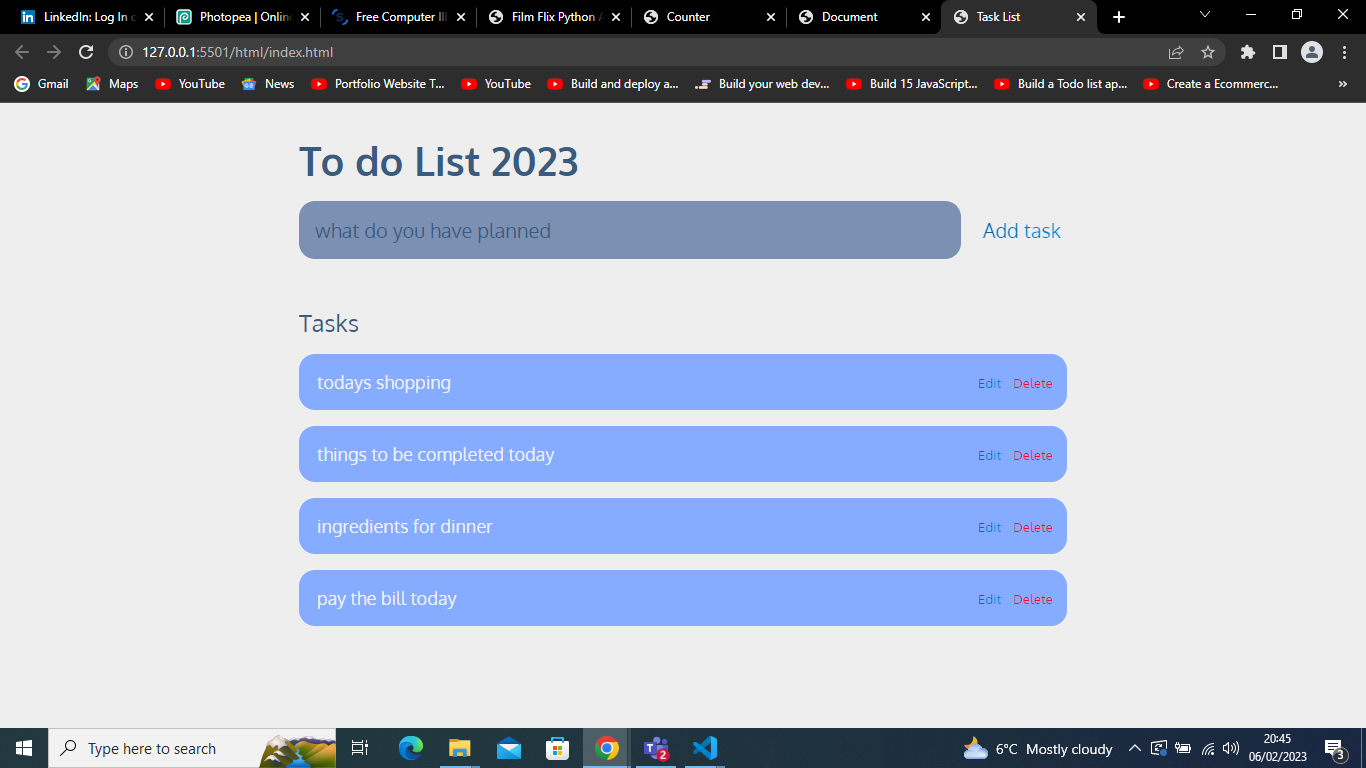 LinkedIn: Log In o
Photopea | Online
Free Computer Ill
Film Flix Python A
Counter
Document
Task List
127.0.0.1:5501/html/index.html
Gmail
Maps
YouTube
News
Portfolio Website T...
YouTube
Build and deploy a...
Build your web dev...
Build 15 JavaScript...
Build a Todo list ap...
Create a Ecommerc...
»
To do List 2023
what do you have planned
Add task
Tasks
todays shopping
Edit Delete
things to be completed today
Edit Delete
ingredients for dinner
Edit Delete
pay the bill today
Edit Delete
Type here to search
2
6°C Mostly cloudy
20:45
06/02/2023
3